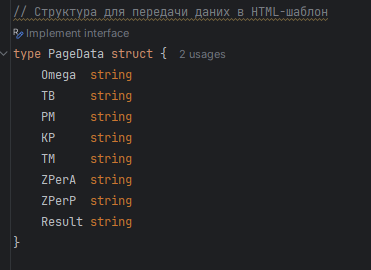 // Структура для передачи даних в HTML-шаблон
Implement interface
type PageData struct { 2 usages
Omega string
TB string
PM string
KP string
TM string
ZPerA string
ZPerP string
Result string
}